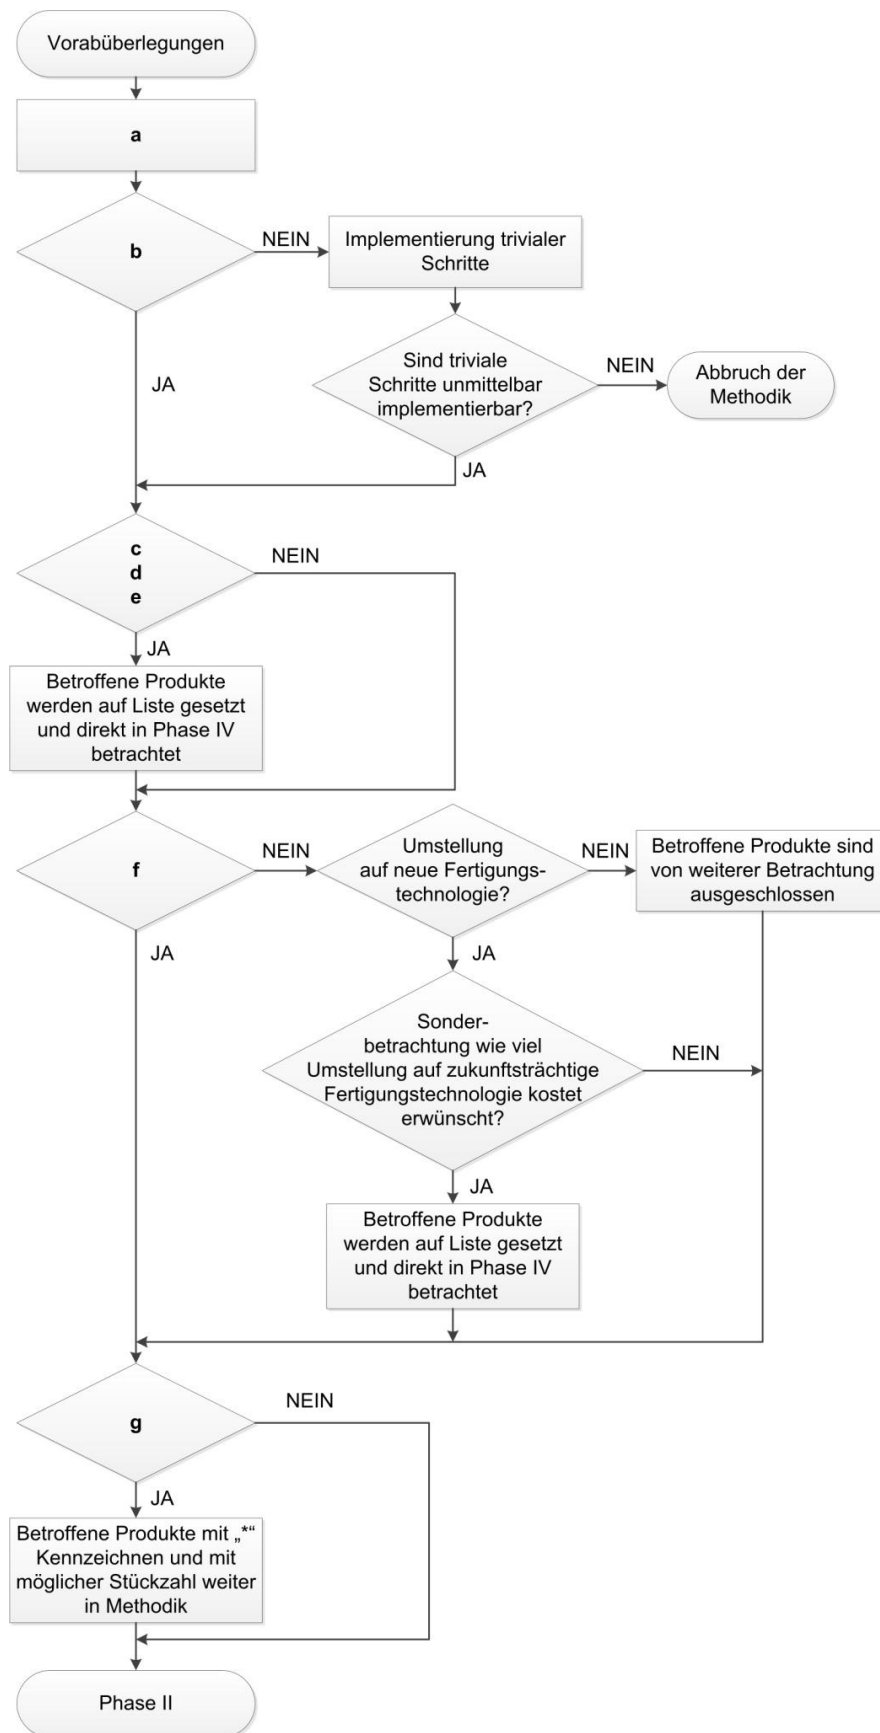 Vorabüberlegungen
a
b
NEIN
Implementierung trivialer
Schritte
JA
Sind triviale
Schritte unmittelbar
implementierbar?
NEIN
Abbruch der
Methodik
JA
c
d
e
NEIN
JA
Betroffene Produkte
werden auf Liste gesetzt
und direkt in Phase IV
betrachtet
f
NEIN
Umstellung
auf neue Fertigungs-
technologie?
NEIN
Betroffene Produkte sind
von weiterer Betrachtung
ausgeschlossen
JA
JA
Sonder-
betrachtung wie viel
Umstellung auf zukunftsträchtige
Fertigungstechnologie kostet
erwünscht?
NEIN
JA
Betroffene Produkte
werden auf Liste gesetzt
und direkt in Phase IV
betrachtet
g
NEIN
JA
Betroffene Produkte mit „*“
Kennzeichnen und mit
möglicher Stückzahl weiter
in Methodik
Phase II